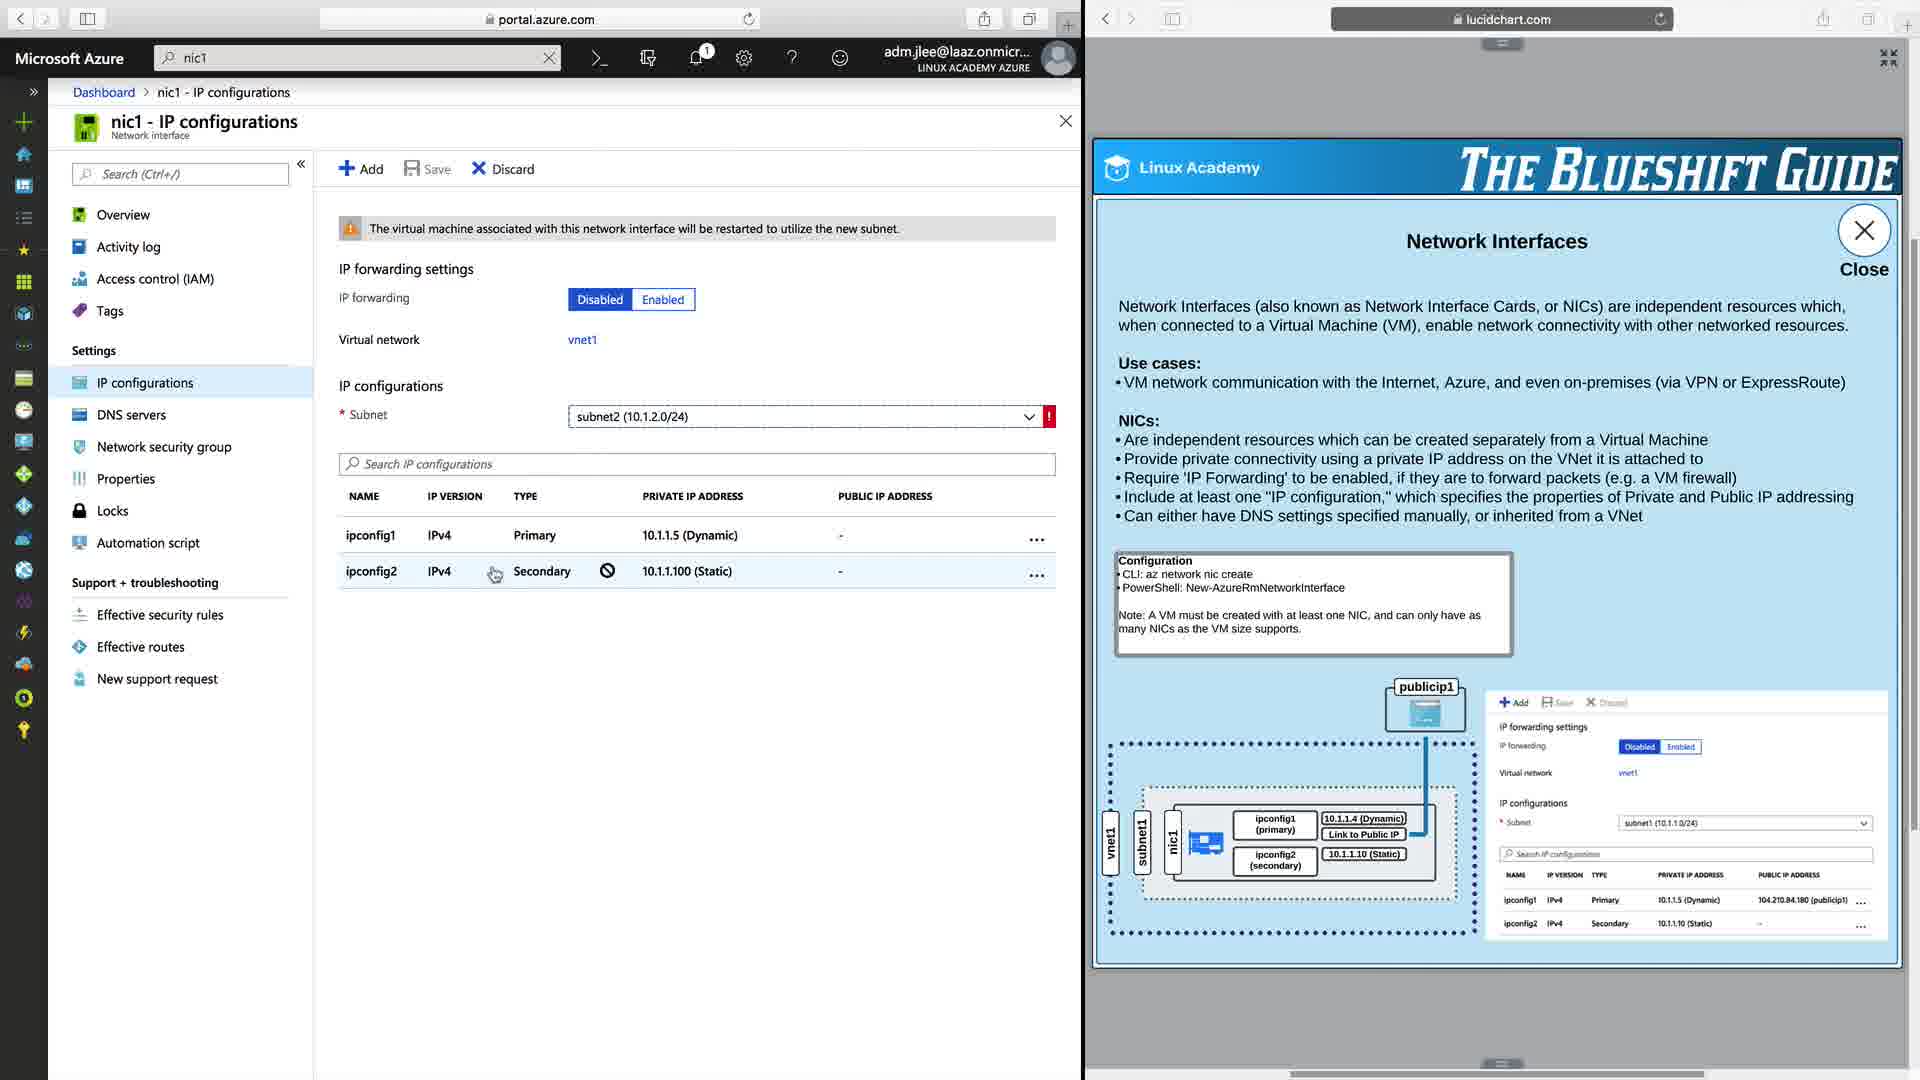 portal.azure.com
lucidchart.com
Microsoft Azure
nic1
1
adm.jlee@laaz.onmicr...
LINUX ACADEMY AZURE
Dashboard > nic1 - IP configurations
nic1 - IP configurations
Network interface
Search (Ctrl+/)
Overview
Activity log
Access control (IAM)
Tags
Settings
IP configurations
DNS servers
Network security group
Properties
Locks
Automation script
Support + troubleshooting
Effective security rules
Effective routes
New support request
Add Save Discard
The virtual machine associated with this network interface will be restarted to utilize the new subnet.
IP forwarding settings
IP forwarding Disabled Enabled
Virtual network vnet1
IP configurations
* Subnet subnet2 (10.1.2.0/24) !
Search IP configurations
NAME IP VERSION TYPE PRIVATE IP ADDRESS PUBLIC IP ADDRESS
ipconfig1 IPv4 Primary 10.1.1.5 (Dynamic) - ...
ipconfig2 IPv4 Secondary 10.1.1.100 (Static) - ...
Linux Academy
THE BLUESHIFT GUIDE
Network Interfaces
Close
Network Interfaces (also known as Network Interface Cards, or NICs) are independent resources which,
when connected to a Virtual Machine (VM), enable network connectivity with other networked resources.
Use cases:
• VM network communication with the Internet, Azure, and even on-premises (via VPN or ExpressRoute)
NICs:
• Are independent resources which can be created separately from a Virtual Machine
• Provide private connectivity using a private IP address on the VNet it is attached to
• Require 'IP Forwarding' to be enabled, if they are to forward packets (e.g. a VM firewall)
• Include at least one "IP configuration," which specifies the properties of Private and Public IP addressing
• Can either have DNS settings specified manually, or inherited from a VNet
Configuration
• CLI: az network nic create
• PowerShell: New-AzureRmNetworkInterface
Note: A VM must be created with at least one NIC, and can only have as
many NICs as the VM size supports.
publicip1
vnet1
subnet1
nic1
ipconfig1
(primary)
10.1.1.4 (Dynamic)
Link to Public IP
ipconfig2
(secondary)
10.1.1.10 (Static)
Add Save Discard
IP forwarding settings
IP forwarding Disabled Enabled
Virtual network vnet1
IP configurations
* Subnet subnet1 (10.1.1.0/24)
Search IP configurations
NAME IP VERSION TYPE PRIVATE IP ADDRESS PUBLIC IP ADDRESS
ipconfig1 IPv4 Primary 10.1.1.5 (Dynamic) 104.210.84.180 (publicip1) ...
ipconfig2 IPv4 Secondary 10.1.1.10 (Static) - ...